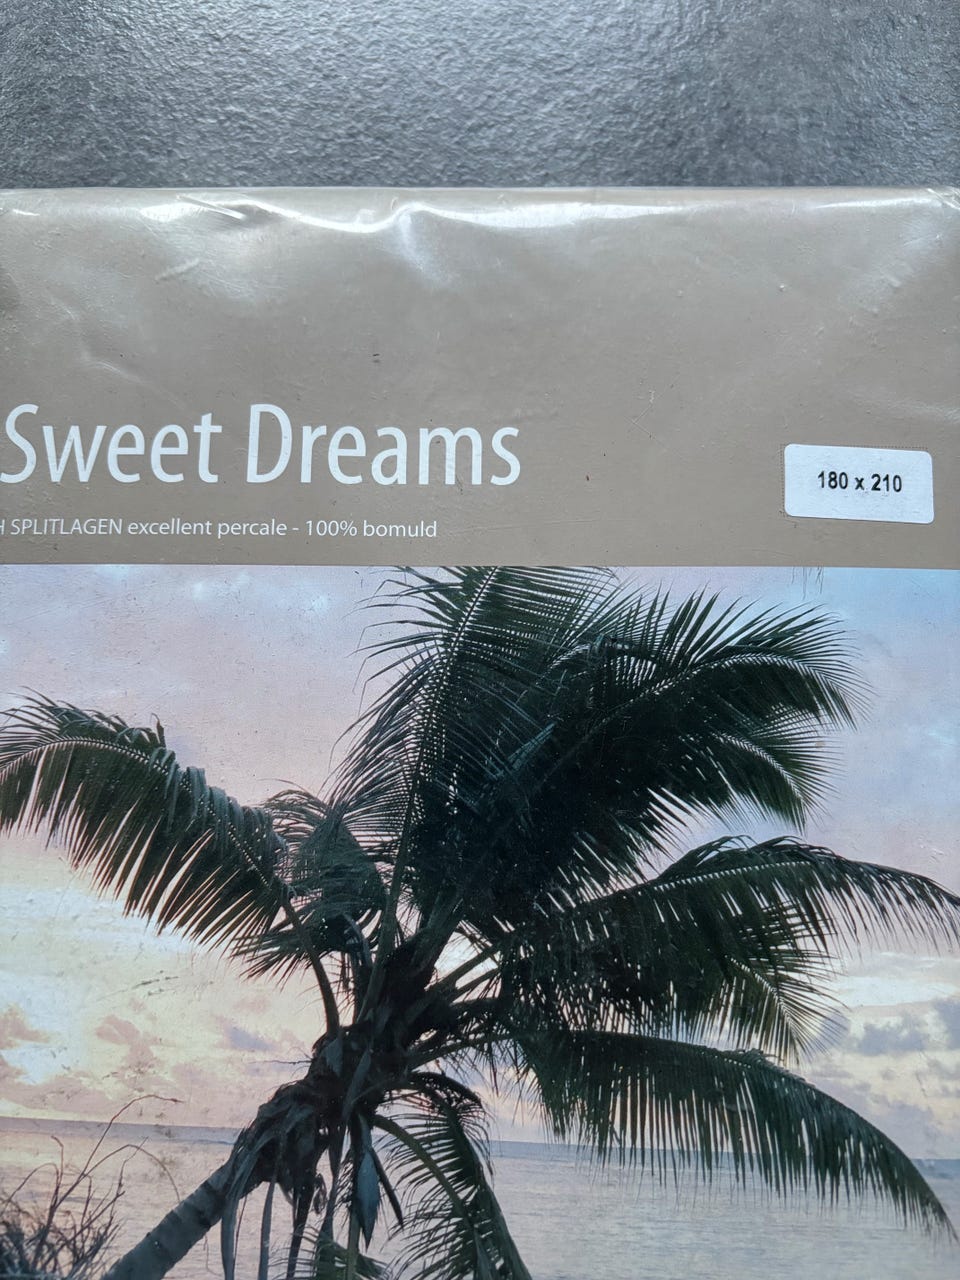 Sweet Dreams
180 x 210
SPLITLAGEN excellent percale - 100% bomuld